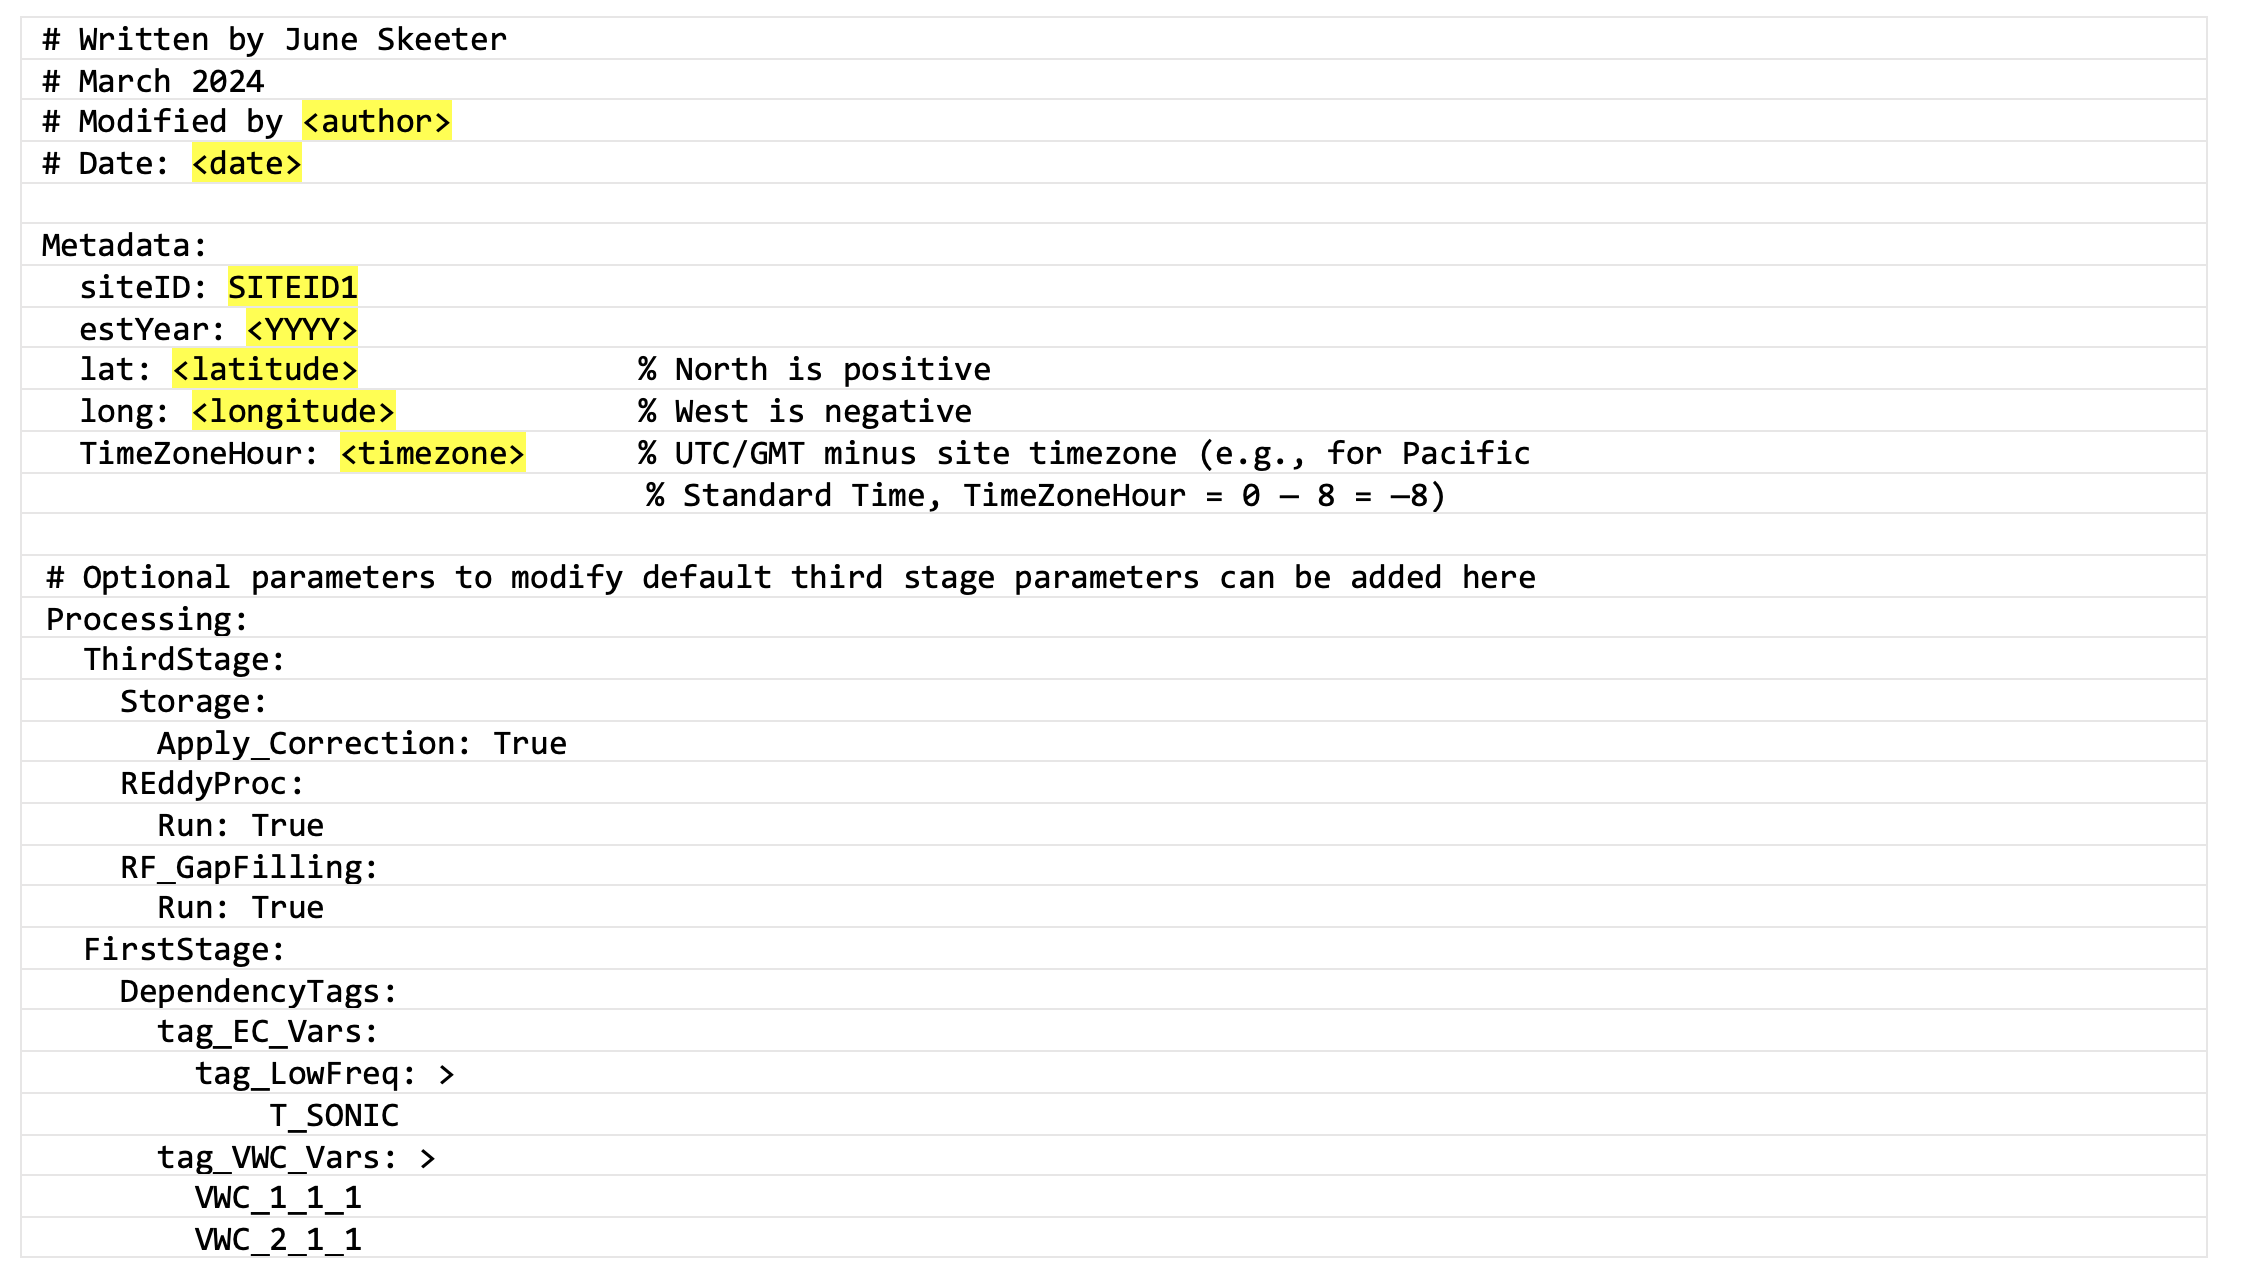 # Written by June Skeeter
# March 2024
# Modified by <author>
# Date: <date>
Metadata:
  siteID: SITEID1
  estYear: <YYYY>
  lat: <latitude>               % North is positive
  long: <longitude>             % West is negative
  TimeZoneHour: <timezone>      % UTC/GMT minus site timezone (e.g., for Pacific
                                % Standard Time, TimeZoneHour = 0 – 8 = –8)
# Optional parameters to modify default third stage parameters can be added here
Processing:
  ThirdStage:
    Storage:
      Apply_Correction: True
    REddyProc:
      Run: True
    RF_GapFilling:
      Run: True
  FirstStage:
    DependencyTags:
      tag_EC_Vars:
        tag_LowFreq: >
            T_SONIC
      tag_VWC_Vars: >
        VWC_1_1_1
        VWC_2_1_1